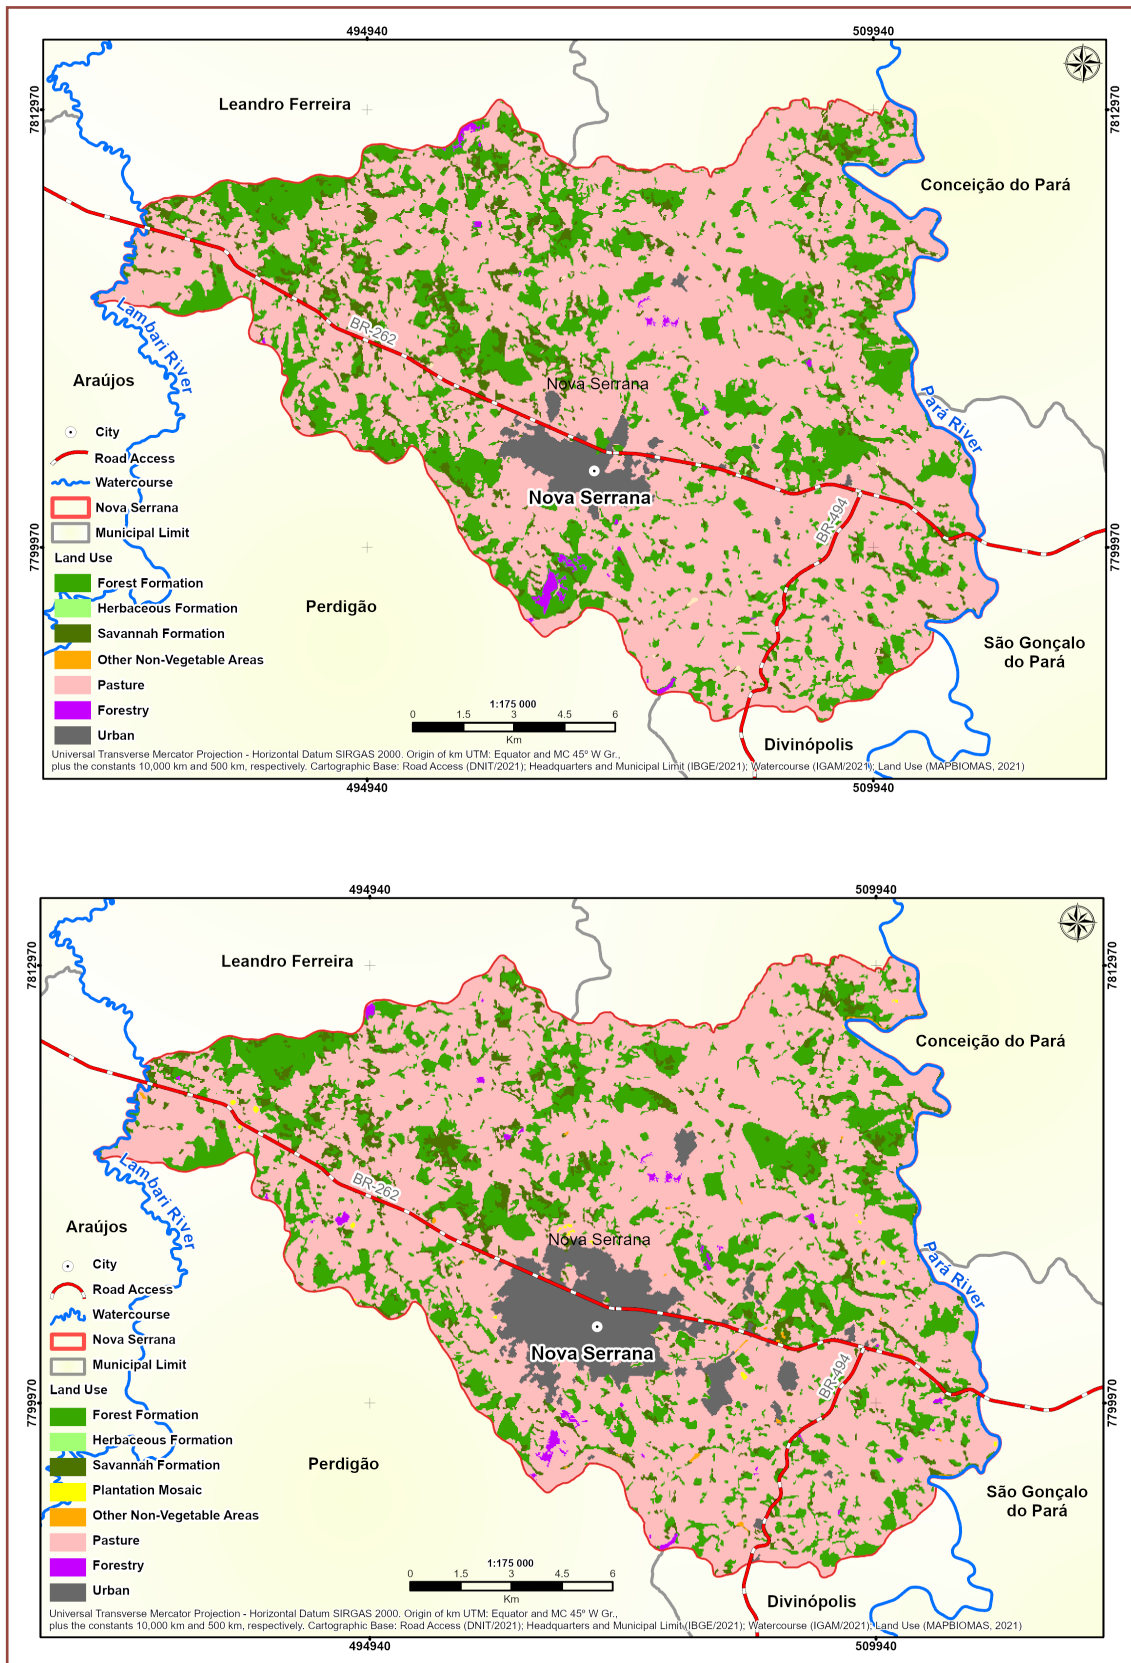 494940
509940
7812970
7812970
Leandro Ferreira
Conceição do Pará
Lambari River
BR-262
Araújos
Nova Serrana
Pará River
City
Road Access
Watercourse
Nova Serrana
Municipal Limit
Land Use
Forest Formation
Herbaceous Formation
Savannah Formation
Other Non-Vegetable Areas
Pasture
Forestry
Urban
Nova Serrana
BR-494
7799970
7799970
Perdigão
São Gonçalo
do Pará
1:175 000
0 1.5 3 4.5 6
Km
Divinópolis
Universal Transverse Mercator Projection - Horizontal Datum SIRGAS 2000. Origin of km UTM: Equator and MC 45º W Gr.,
plus the constants 10,000 km and 500 km, respectively. Cartographic Base: Road Access (DNIT/2021); Headquarters and Municipal Limit (IBGE/2021); Watercourse (IGAM/2021); Land Use (MAPBIOMAS, 2021)
494940
509940
494940
509940
7812970
7812970
Leandro Ferreira
Conceição do Pará
Lambari River
BR-262
Araújos
Nova Serrana
Pará River
City
Road Access
Watercourse
Nova Serrana
Municipal Limit
Land Use
Forest Formation
Herbaceous Formation
Savannah Formation
Plantation Mosaic
Other Non-Vegetable Areas
Pasture
Forestry
Urban
Nova Serrana
BR-494
7799970
7799970
Perdigão
São Gonçalo
do Pará
1:175 000
0 1.5 3 4.5 6
Km
Divinópolis
Universal Transverse Mercator Projection - Horizontal Datum SIRGAS 2000. Origin of km UTM: Equator and MC 45º W Gr.,
plus the constants 10,000 km and 500 km, respectively. Cartographic Base: Road Access (DNIT/2021); Headquarters and Municipal Limit(IBGE/2021); Watercourse (IGAM/2021); Land Use (MAPBIOMAS, 2021)
494940
509940